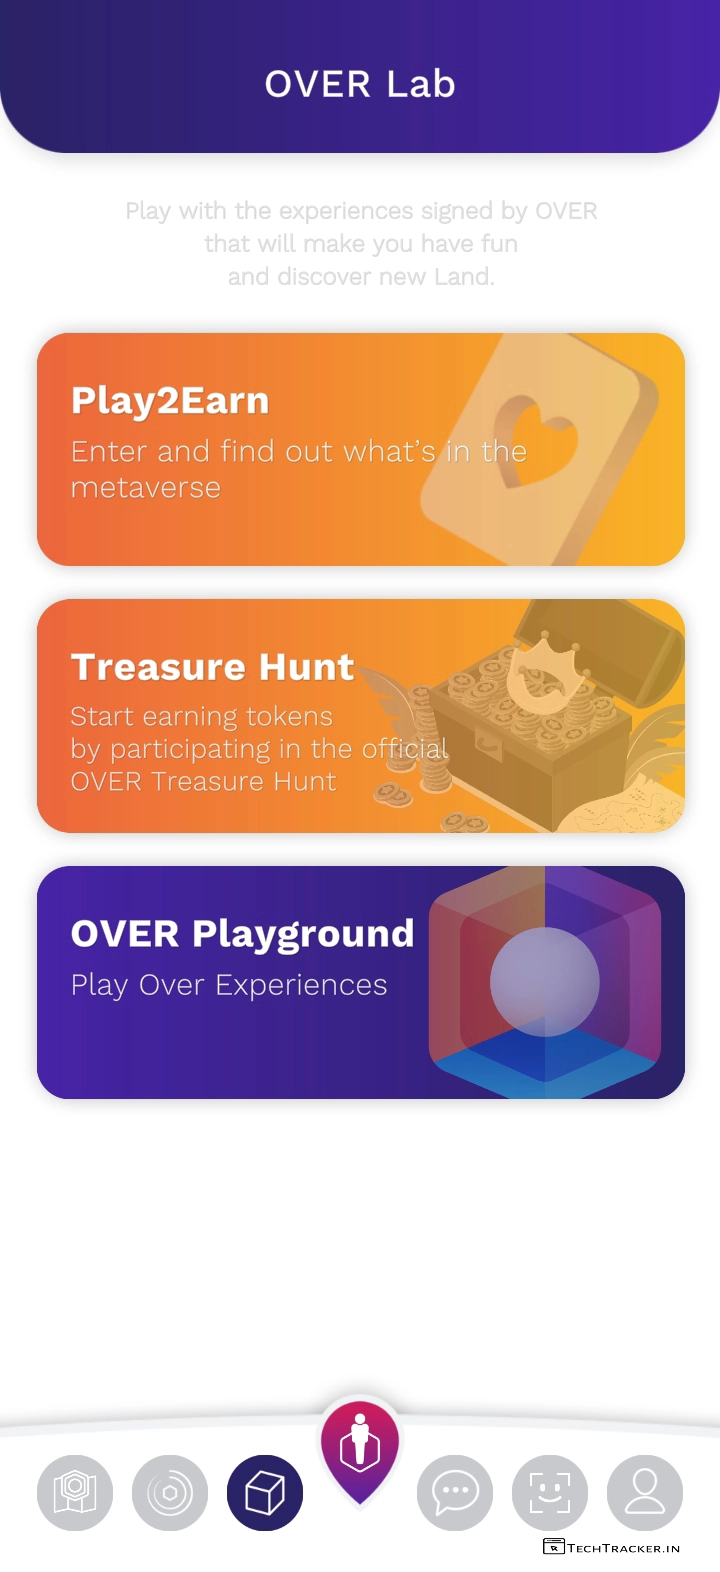 OVER Lab
Play with the experiences signed by OVER
that will make you have fun
and discover new Land.
Play2Earn
Enter and find out what’s in the
metaverse
Treasure Hunt
Start earning tokens
by participating in the official
OVER Treasure Hunt
OVER Playground
Play Over Experiences
TECHTRACKER.IN